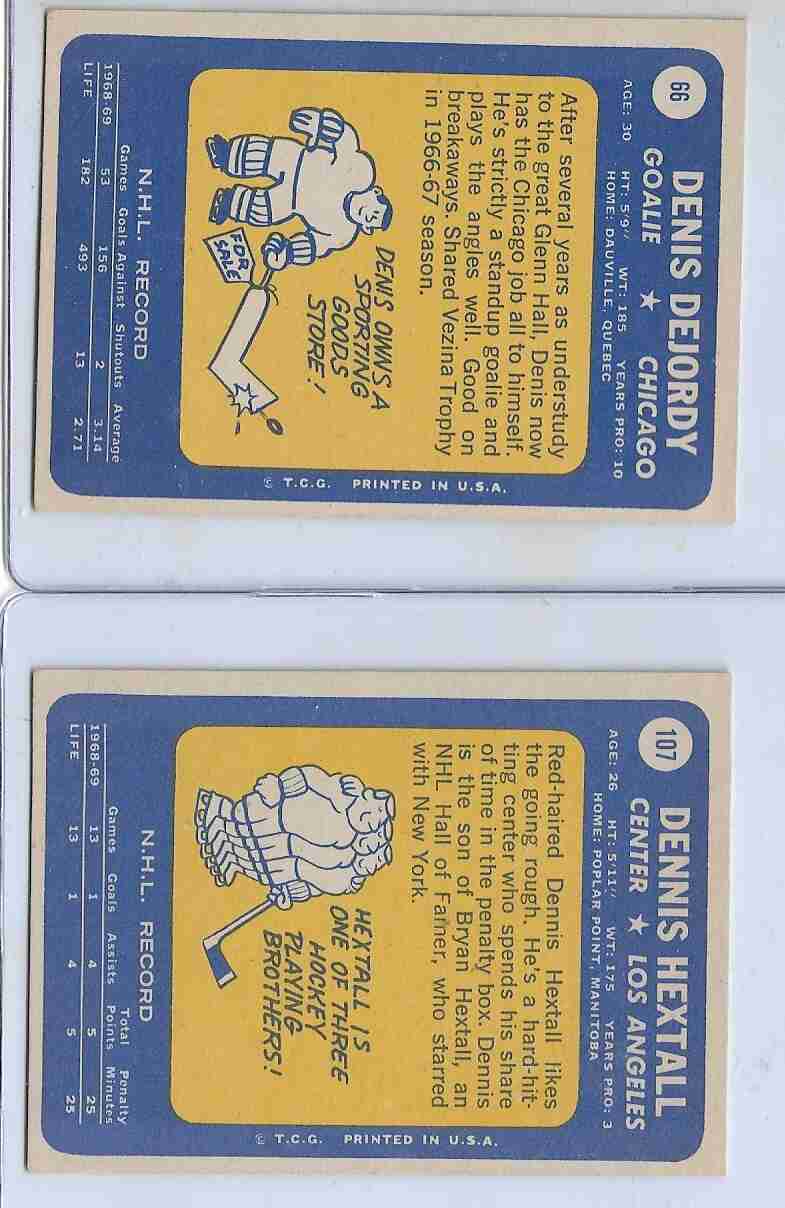 66
DENIS DEJORDY
GOALIE ★ CHICAGO
AGE: 30 HT: 5'9" WT: 185 YEARS PRO: 10
HOME: DAUVILLE, QUEBEC
After several years as understudy
to the great Glenn Hall, Denis now
has the Chicago job all to himself.
He's strictly a standup goalie and
plays the angles well. Good on
breakaways. Shared Vezina Trophy
in 1966-67 season.
DENIS OWNS A
SPORTING
GOODS
STORE!
FOR
SALE
N.H.L. RECORD
Games Goals Against Shutouts Average
1968-69 53 156 2 3.14
LIFE 182 493 13 2.71
© T.C.G. PRINTED IN U.S.A.
107
DENNIS HEXTALL
CENTER ★ LOS ANGELES
AGE: 26 HT: 5'11" WT: 175 YEARS PRO: 3
HOME: POPLAR POINT, MANITOBA
Red-haired Dennis Hextall likes
the going rough. He's a hard-hit-
ting center who spends his share
of time in the penalty box. Dennis
is the son of Bryan Hextall, an
NHL Hall of Famer, who starred
with New York.
HEXTALL IS
ONE OF THREE
HOCKEY
PLAYING
BROTHERS!
N.H.L. RECORD
Total Penalty
Games Goals Assists Points Minutes
1968-69 13 1 4 5 25
LIFE 13 1 4 5 25
© T.C.G. PRINTED IN U.S.A.